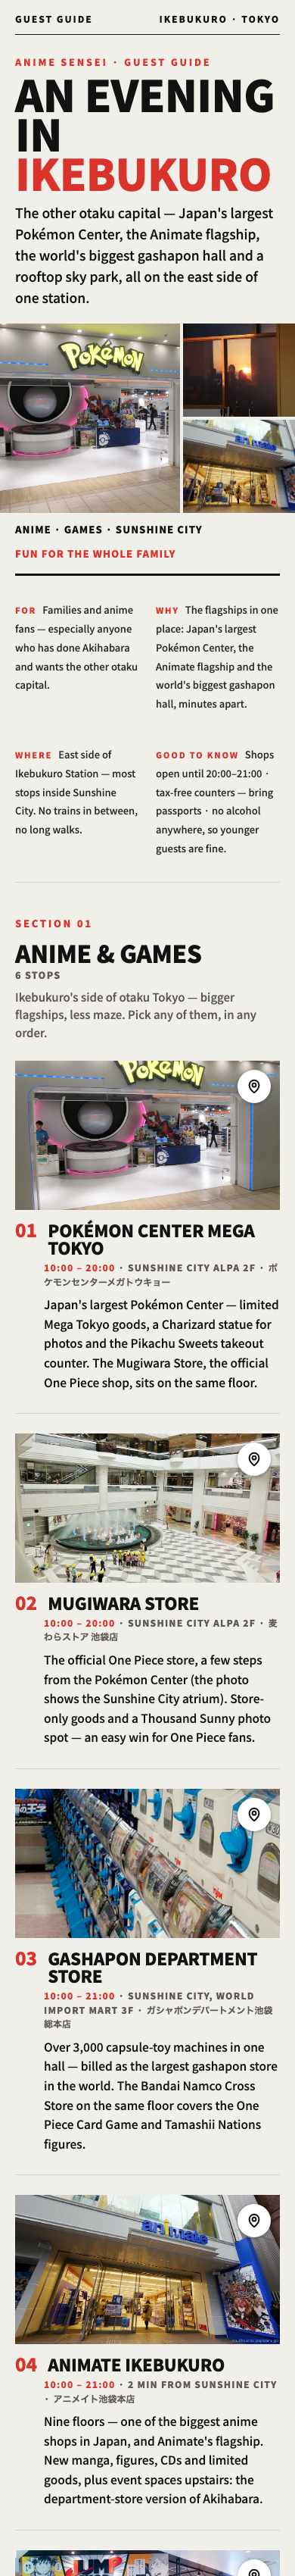 GUEST GUIDE
IKEBUKURO · TOKYO
ANIME SENSEI · GUEST GUIDE
AN EVENING
IN
IKEBUKURO
The other otaku capital — Japan's largest
Pokémon Center, the Animate flagship,
the world's biggest gashapon hall and a
rooftop sky park, all on the east side of
one station.
Pokémon
ANIME · GAMES · SUNSHINE CITY
FUN FOR THE WHOLE FAMILY
FOR Families and anime
fans — especially anyone
who has done Akihabara
and wants the other otaku
capital.
WHY The flagships in one
place: Japan's largest
Pokémon Center, the
Animate flagship and the
world's biggest gashapon
hall, minutes apart.
WHERE East side of
Ikebukuro Station — most
stops inside Sunshine
City. No trains in between,
no long walks.
GOOD TO KNOW Shops
open until 20:00–21:00 ·
tax-free counters — bring
passports · no alcohol
anywhere, so younger
guests are fine.
SECTION 01
ANIME & GAMES
6 STOPS
Ikebukuro's side of otaku Tokyo — bigger
flagships, less maze. Pick any of them, in any
order.
POKÉMON
01 POKÉMON CENTER MEGA
TOKYO
10:00 – 20:00 · SUNSHINE CITY ALPA 2F · ポ
ケモンセンターメガトウキョー
Japan's largest Pokémon Center — limited
Mega Tokyo goods, a Charizard statue for
photos and the Pikachu Sweets takeout
counter. The Mugiwara Store, the official
One Piece shop, sits on the same floor.
02 MUGIWARA STORE
10:00 – 20:00 · SUNSHINE CITY ALPA 2F · 麦
わらストア 池袋店
The official One Piece store, a few steps
from the Pokémon Center (the photo
shows the Sunshine City atrium). Store-
only goods and a Thousand Sunny photo
spot — an easy win for One Piece fans.
03 GASHAPON DEPARTMENT
STORE
10:00 – 21:00 · SUNSHINE CITY, WORLD
IMPORT MART 3F · ガシャポンデパートメント池袋
総本店
Over 3,000 capsule-toy machines in one
hall — billed as the largest gashapon store
in the world. The Bandai Namco Cross
Store on the same floor covers the One
Piece Card Game and Tamashii Nations
figures.
animate
04 ANIMATE IKEBUKURO
10:00 – 21:00 · 2 MIN FROM SUNSHINE CITY
· アニメイト池袋本店
Nine floors — one of the biggest anime
shops in Japan, and Animate's flagship.
New manga, figures, CDs and limited
goods, plus event spaces upstairs: the
department-store version of Akihabara.
JUMP